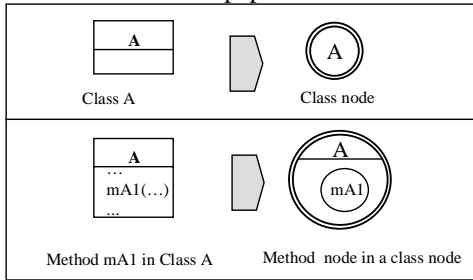 A
A
Class A
Class node
A
…
mA1(…)
...
A
mA1
Method mA1 in Class A
Method node in a class node